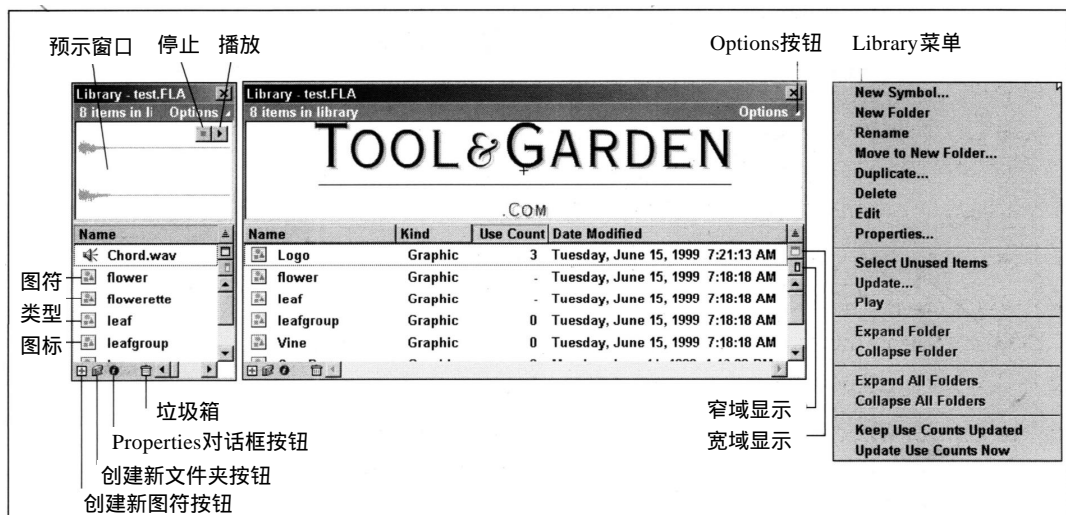 预示窗口 停止 播放 Options按钮 Library菜单
Library - test.FLA
8 items in li Options
Name
Chord.wav
flower
flowerette
leaf
leafgroup
图符
类型
图标
Library - test.FLA
8 items in library Options
TOOL & GARDEN
.COM
Name Kind Use Count Date Modified
Logo Graphic 3 Tuesday, June 15, 1999 7:21:13 AM
flower Graphic - Tuesday, June 15, 1999 7:18:18 AM
leaf Graphic - Tuesday, June 15, 1999 7:18:18 AM
leafgroup Graphic 0 Tuesday, June 15, 1999 7:18:18 AM
Vine Graphic 0 Tuesday, June 15, 1999 7:18:18 AM
New Symbol...
New Folder
Rename
Move to New Folder...
Duplicate...
Delete
Edit
Properties...
Select Unused Items
Update...
Play
Expand Folder
Collapse Folder
Expand All Folders
Collapse All Folders
Keep Use Counts Updated
Update Use Counts Now
垃圾箱
Properties对话框按钮
创建新文件夹按钮
创建新图符按钮
窄域显示
宽域显示